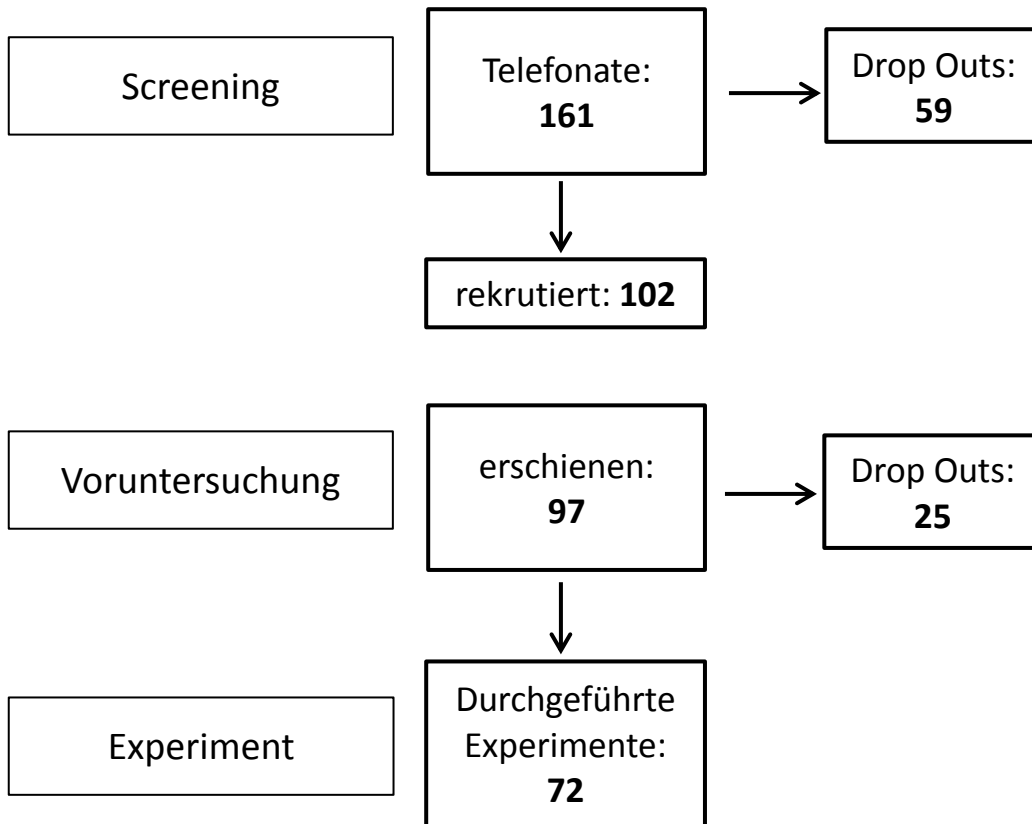 Screening
Telefonate:
161
Drop Outs:
59
rekrutiert: 102
Voruntersuchung
erschienen:
97
Drop Outs:
25
Experiment
Durchgeführte
Experimente:
72